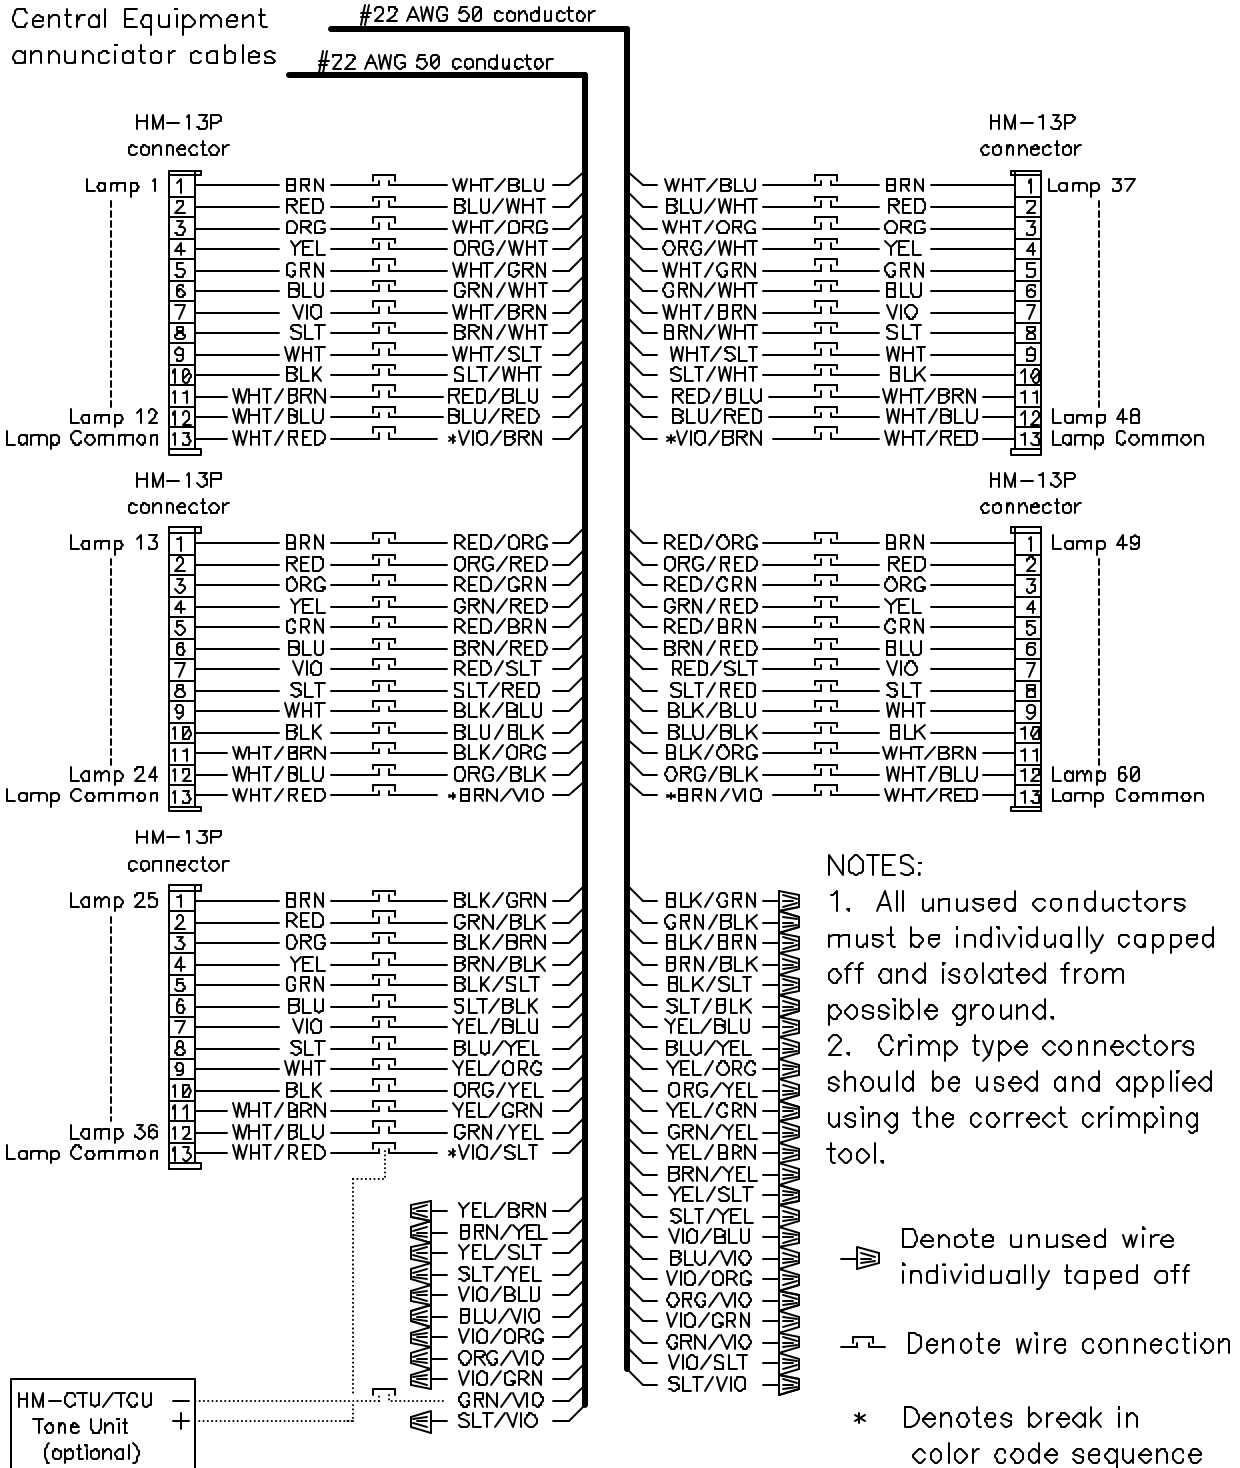 Central Equipment
annunciator cables
#22 AWG 50 conductor
#22 AWG 50 conductor
HM-13P
connector
Lamp 1 1 BRN WHT/BLU
2 RED BLU/WHT
3 ORG WHT/ORG
4 YEL ORG/WHT
5 GRN WHT/GRN
6 BLU GRN/WHT
7 VIO WHT/BRN
8 SLT BRN/WHT
9 WHT WHT/SLT
10 BLK SLT/WHT
11 WHT/BRN RED/BLU
Lamp 12 12 WHT/BLU BLU/RED
Lamp Common 13 WHT/RED *VIO/BRN
HM-13P
connector
WHT/BLU BRN 1 Lamp 37
BLU/WHT RED 2
WHT/ORG ORG 3
ORG/WHT YEL 4
WHT/GRN GRN 5
GRN/WHT BLU 6
WHT/BRN VIO 7
BRN/WHT SLT 8
WHT/SLT WHT 9
SLT/WHT BLK 10
RED/BLU WHT/BRN 11
BLU/RED WHT/BLU 12 Lamp 48
*VIO/BRN WHT/RED 13 Lamp Common
HM-13P
connector
Lamp 13 1 BRN RED/ORG
2 RED ORG/RED
3 ORG RED/GRN
4 YEL GRN/RED
5 GRN RED/BRN
6 BLU BRN/RED
7 VIO RED/SLT
8 SLT SLT/RED
9 WHT BLK/BLU
10 BLK BLU/BLK
11 WHT/BRN BLK/ORG
Lamp 24 12 WHT/BLU ORG/BLK
Lamp Common 13 WHT/RED *BRN/VIO
HM-13P
connector
RED/ORG BRN 1 Lamp 49
ORG/RED RED 2
RED/GRN ORG 3
GRN/RED YEL 4
RED/BRN GRN 5
BRN/RED BLU 6
RED/SLT VIO 7
SLT/RED SLT 8
BLK/BLU WHT 9
BLU/BLK BLK 10
BLK/ORG WHT/BRN 11
ORG/BLK WHT/BLU 12 Lamp 60
*BRN/VIO WHT/RED 13 Lamp Common
HM-13P
connector
Lamp 25 1 BRN BLK/GRN
2 RED GRN/BLK
3 ORG BLK/BRN
4 YEL BRN/BLK
5 GRN BLK/SLT
6 BLU SLT/BLK
7 VIO YEL/BLU
8 SLT BLU/YEL
9 WHT YEL/ORG
10 BLK ORG/YEL
11 WHT/BRN YEL/GRN
Lamp 36 12 WHT/BLU GRN/YEL
Lamp Common 13 WHT/RED *VIO/SLT
YEL/BRN
BRN/YEL
YEL/SLT
SLT/YEL
VIO/BLU
BLU/VIO
VIO/ORG
ORG/VIO
VIO/GRN
GRN/VIO
SLT/VIO
HM-CTU/TCU -
Tone Unit +
(optional)
BLK/GRN
GRN/BLK
BLK/BRN
BRN/BLK
BLK/SLT
SLT/BLK
YEL/BLU
BLU/YEL
YEL/ORG
ORG/YEL
YEL/GRN
GRN/YEL
YEL/BRN
BRN/YEL
YEL/SLT
SLT/YEL
VIO/BLU
BLU/VIO
VIO/ORG
ORG/VIO
VIO/GRN
GRN/VIO
VIO/SLT
SLT/VIO
NOTES:
1. All unused conductors
must be individually capped
off and isolated from
possible ground.
2. Crimp type connectors
should be used and applied
using the correct crimping
tool.
Denote unused wire
individually taped off
Denote wire connection
* Denotes break in
color code sequence